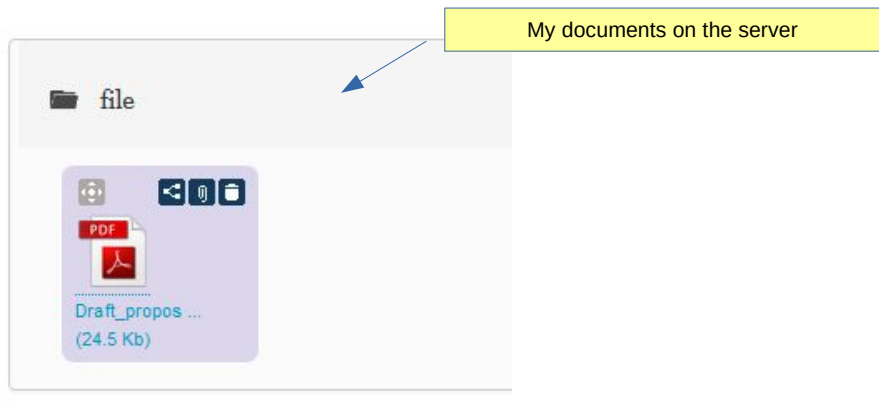 My documents on the server
file
PDF
Draft_propos ...
(24.5 Kb)